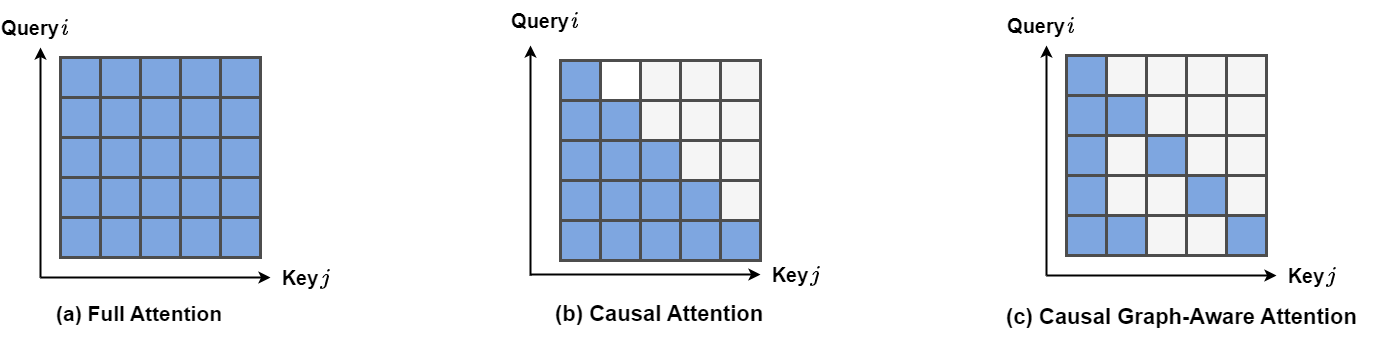 Query i
Key j
(a) Full Attention
Query i
Key j
(b) Causal Attention
Query i
Key j
(c) Causal Graph-Aware Attention